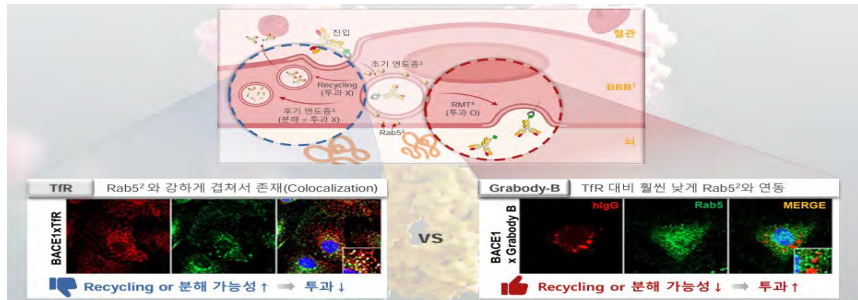 혈관
진입
조기 엔도좀³
Recycling
(투과 X)
BBB¹
후기 엔도좀³
(분해 = 투과 X)
RMT⁴
(투과 O)
Rab5²
뇌
TfR
Rab5²와 강하게 겹쳐서 존재(Colocalization)
BACE1xTfR
Recycling or 분해 가능성 ↑ ⇒ 투과 ↓
VS
Grabody-B
TfR 대비 훨씬 낮게 Rab5²와 연동
hIgG
Rab5
MERGE
BACE1
x Grabody B
Recycling or 분해 가능성 ↓ ⇒ 투과 ↑